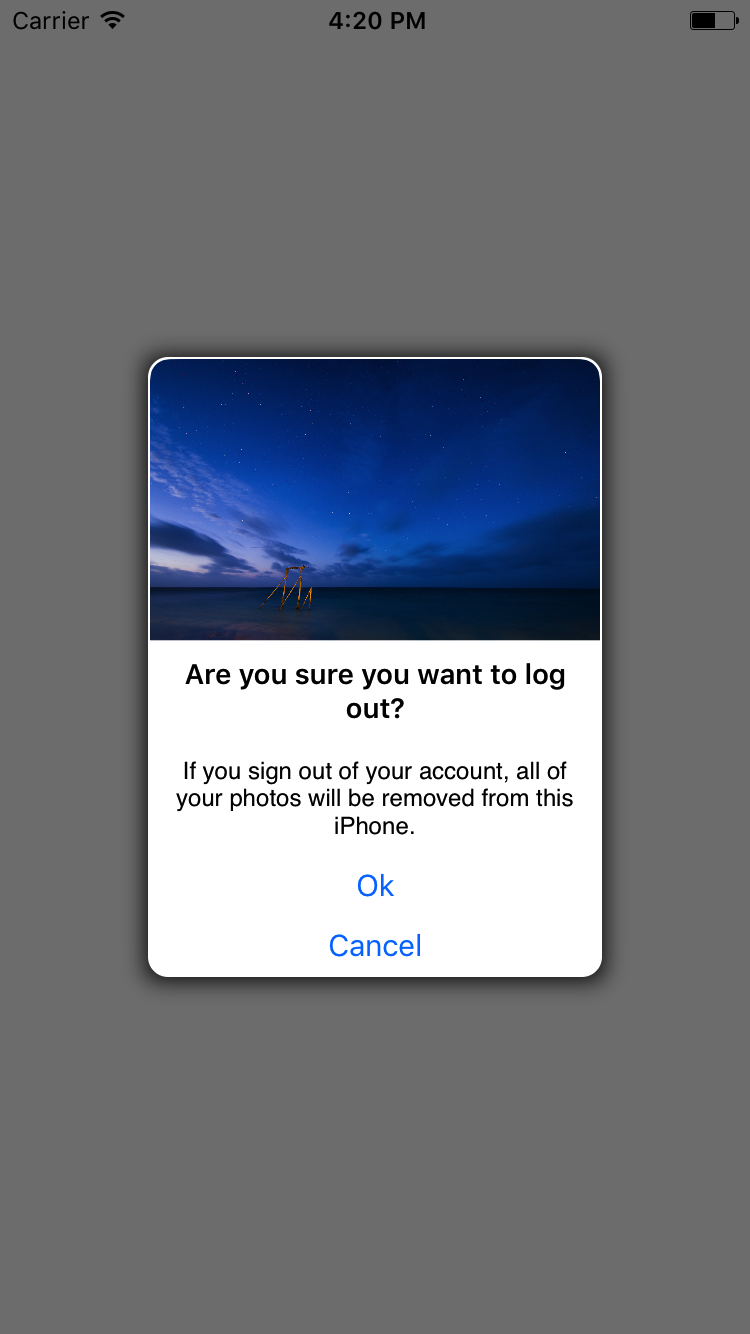 Carrier
4:20 PM
Are you sure you want to log
out?
If you sign out of your account, all of
your photos will be removed from this
iPhone.
Ok
Cancel